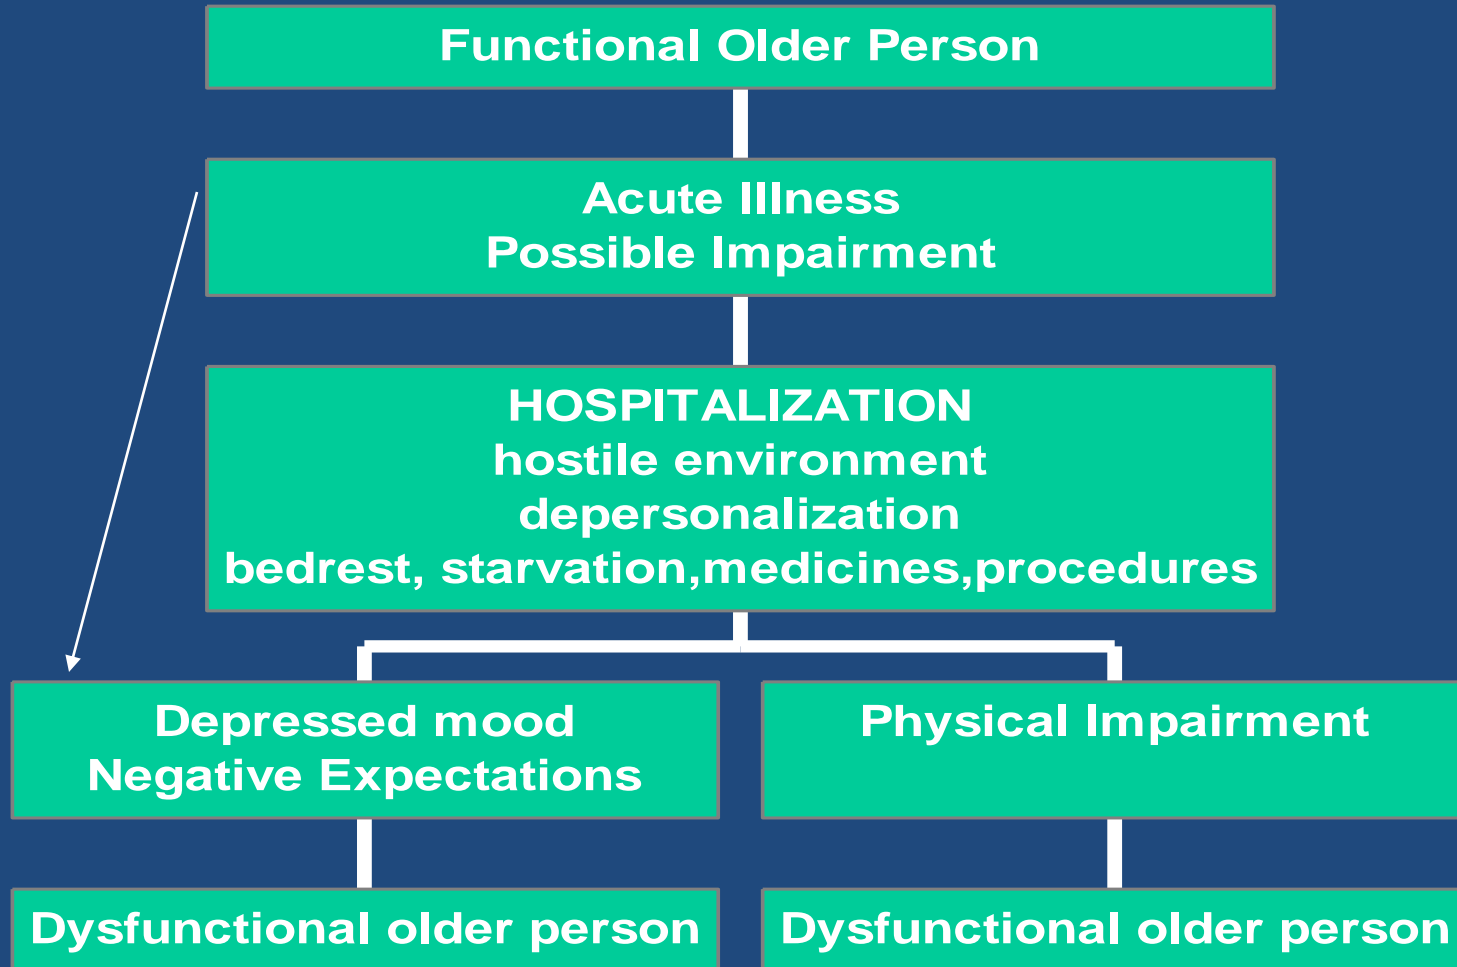 Functional Older Person
Acute Illness
Possible Impairment
HOSPITALIZATION
hostile environment
depersonalization
bedrest, starvation,medicines,procedures
Depressed mood
Negative Expectations
Physical Impairment
Dysfunctional older person
Dysfunctional older person